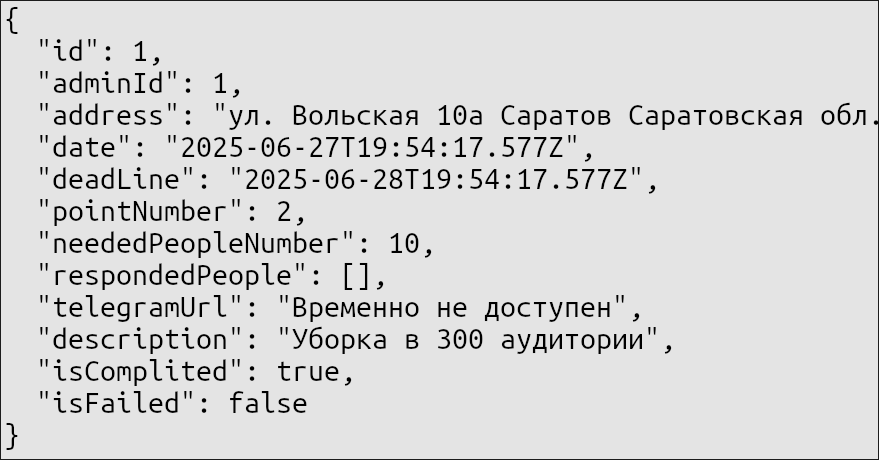 {
"id": 1,
"adminId": 1,
"address": "ул. Вольская 10а Саратов Саратовская обл.
"date": "2025-06-27T19:54:17.577Z",
"deadLine": "2025-06-28T19:54:17.577Z",
"pointNumber": 2,
"neededPeopleNumber": 10,
"respondedPeople": [],
"telegramUrl": "Временно не доступен",
"description": "Уборка в 300 аудитории",
"isComplited": true,
"isFailed": false
}